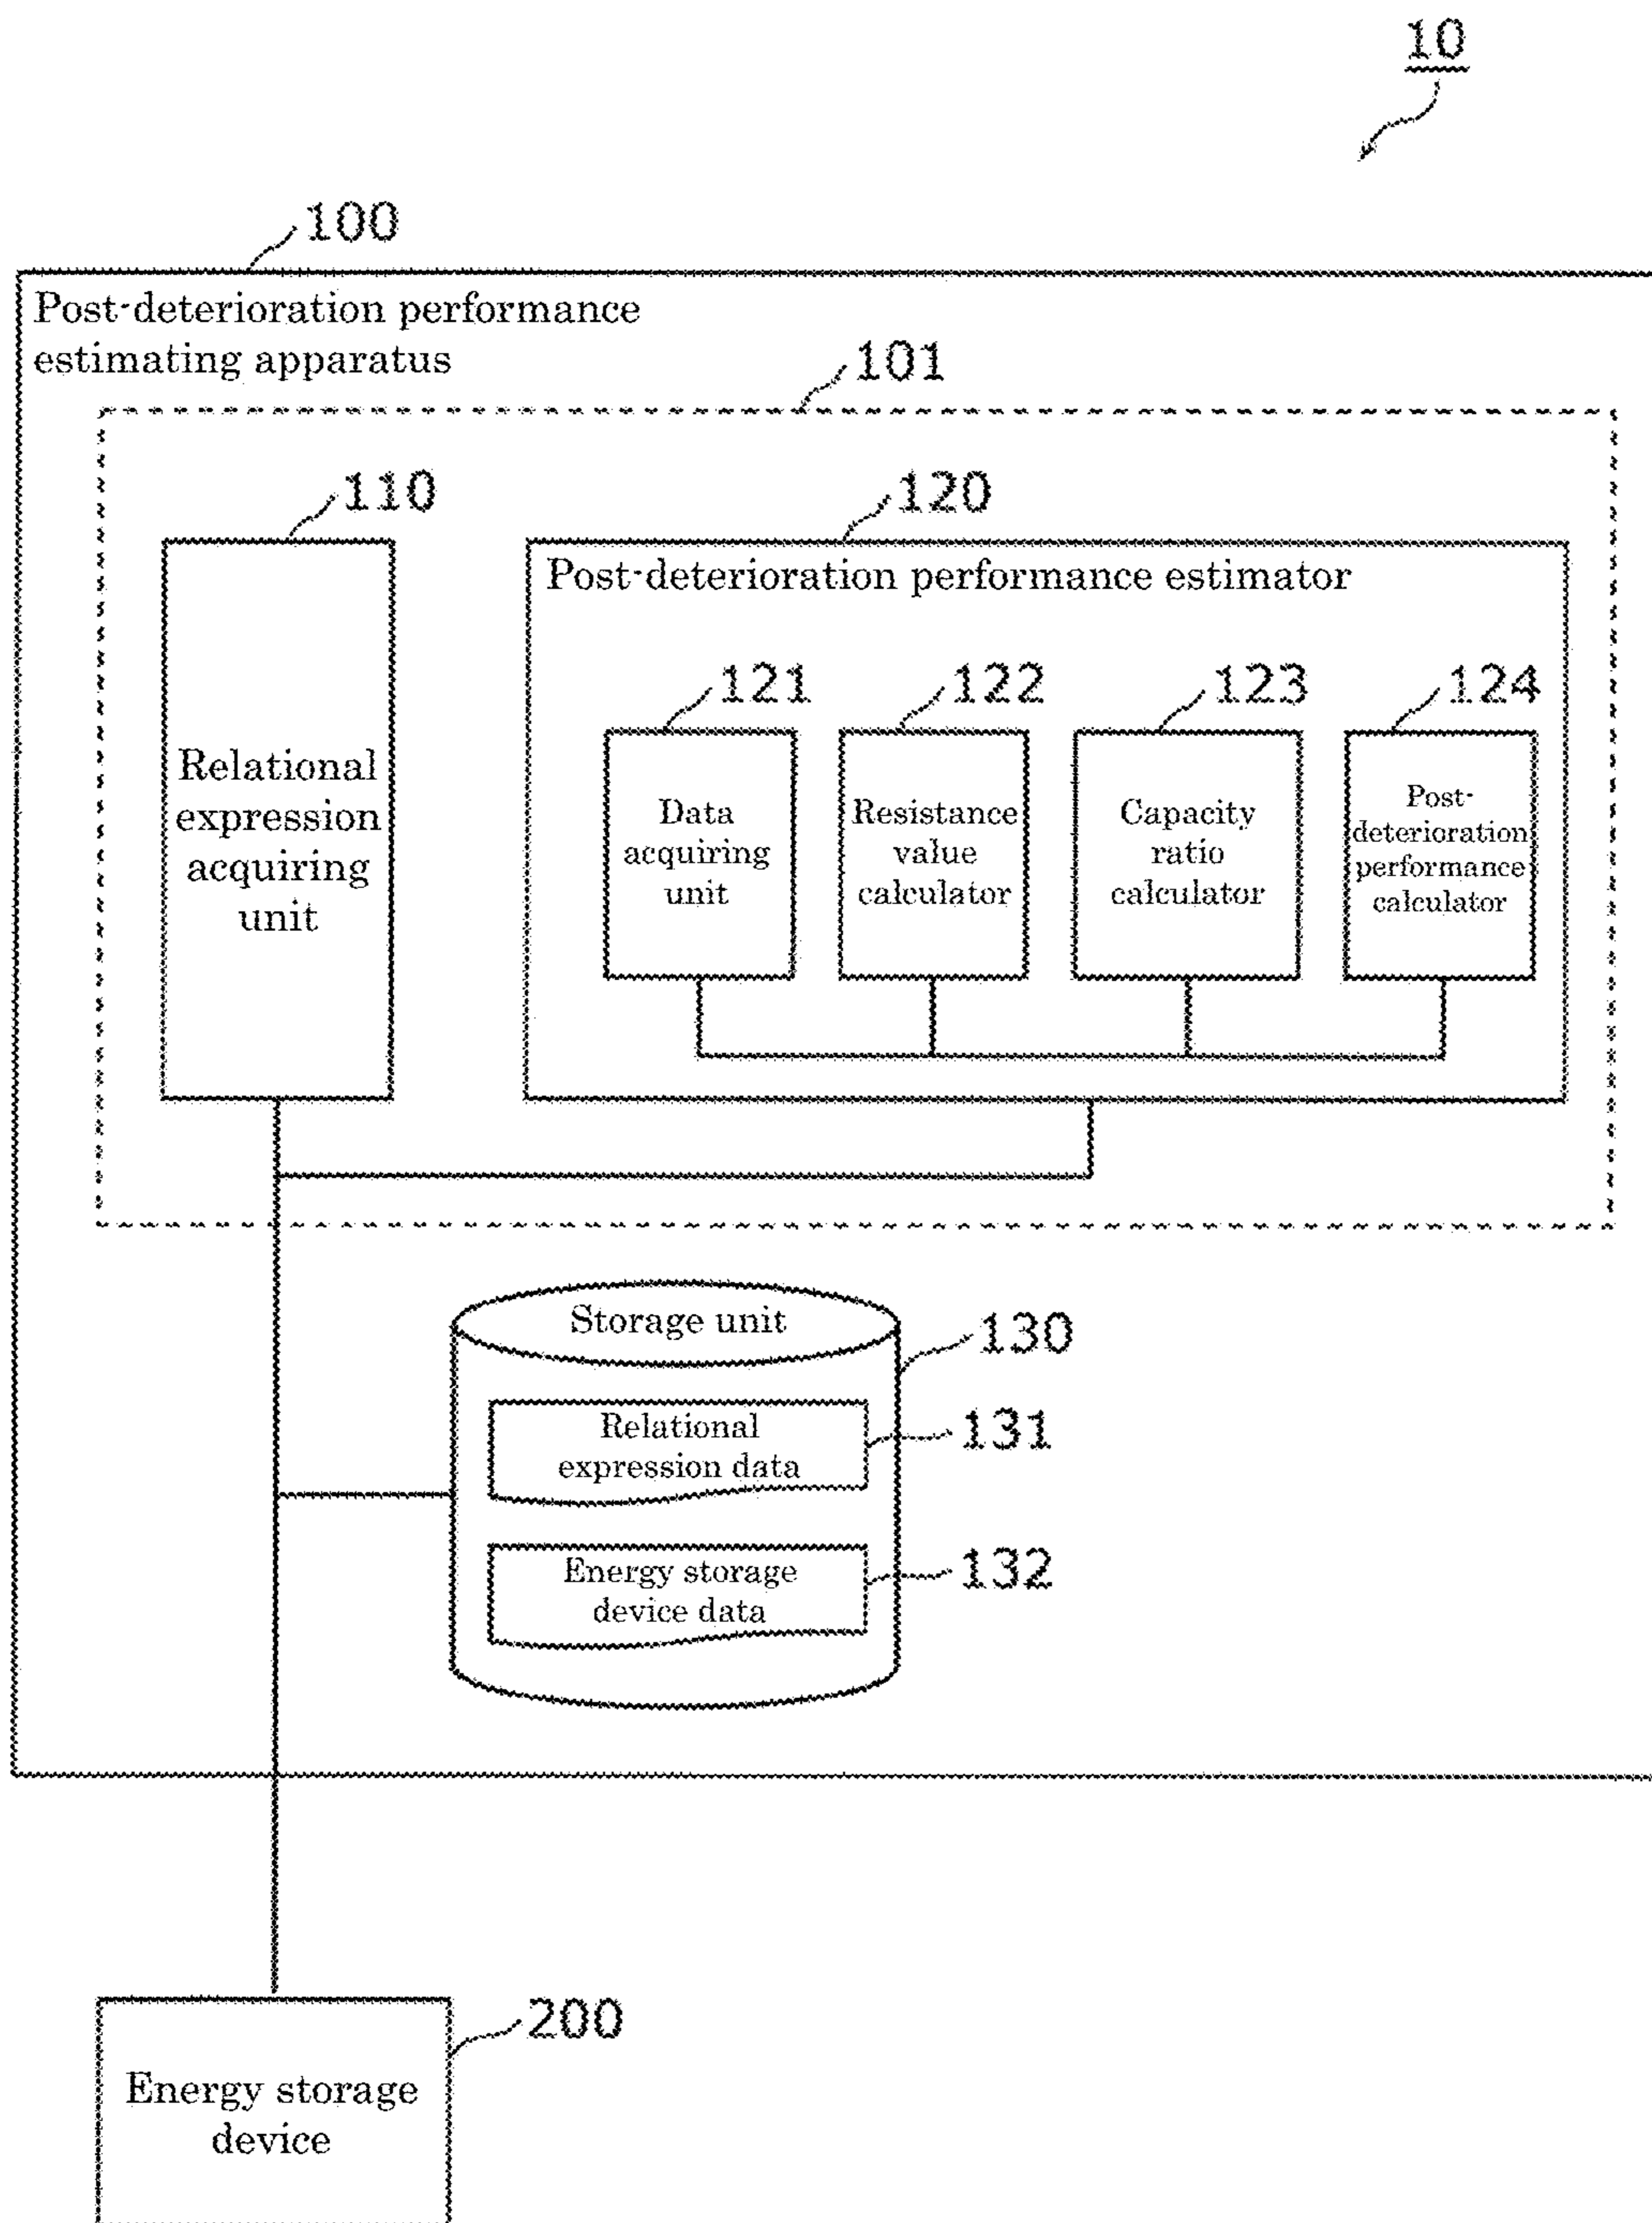 10
100
Post-deterioration performance
estimating apparatus
101
110
120
Relational
expression
acquiring
unit
Post-deterioration performance estimator
121
122
123
124
Data
acquiring
unit
Resistance
value
calculator
Capacity
ratio
calculator
Post-
deterioration
performance
calculator
Storage unit
130
Relational
expression data
131
Energy storage
device data
132
200
Energy storage
device